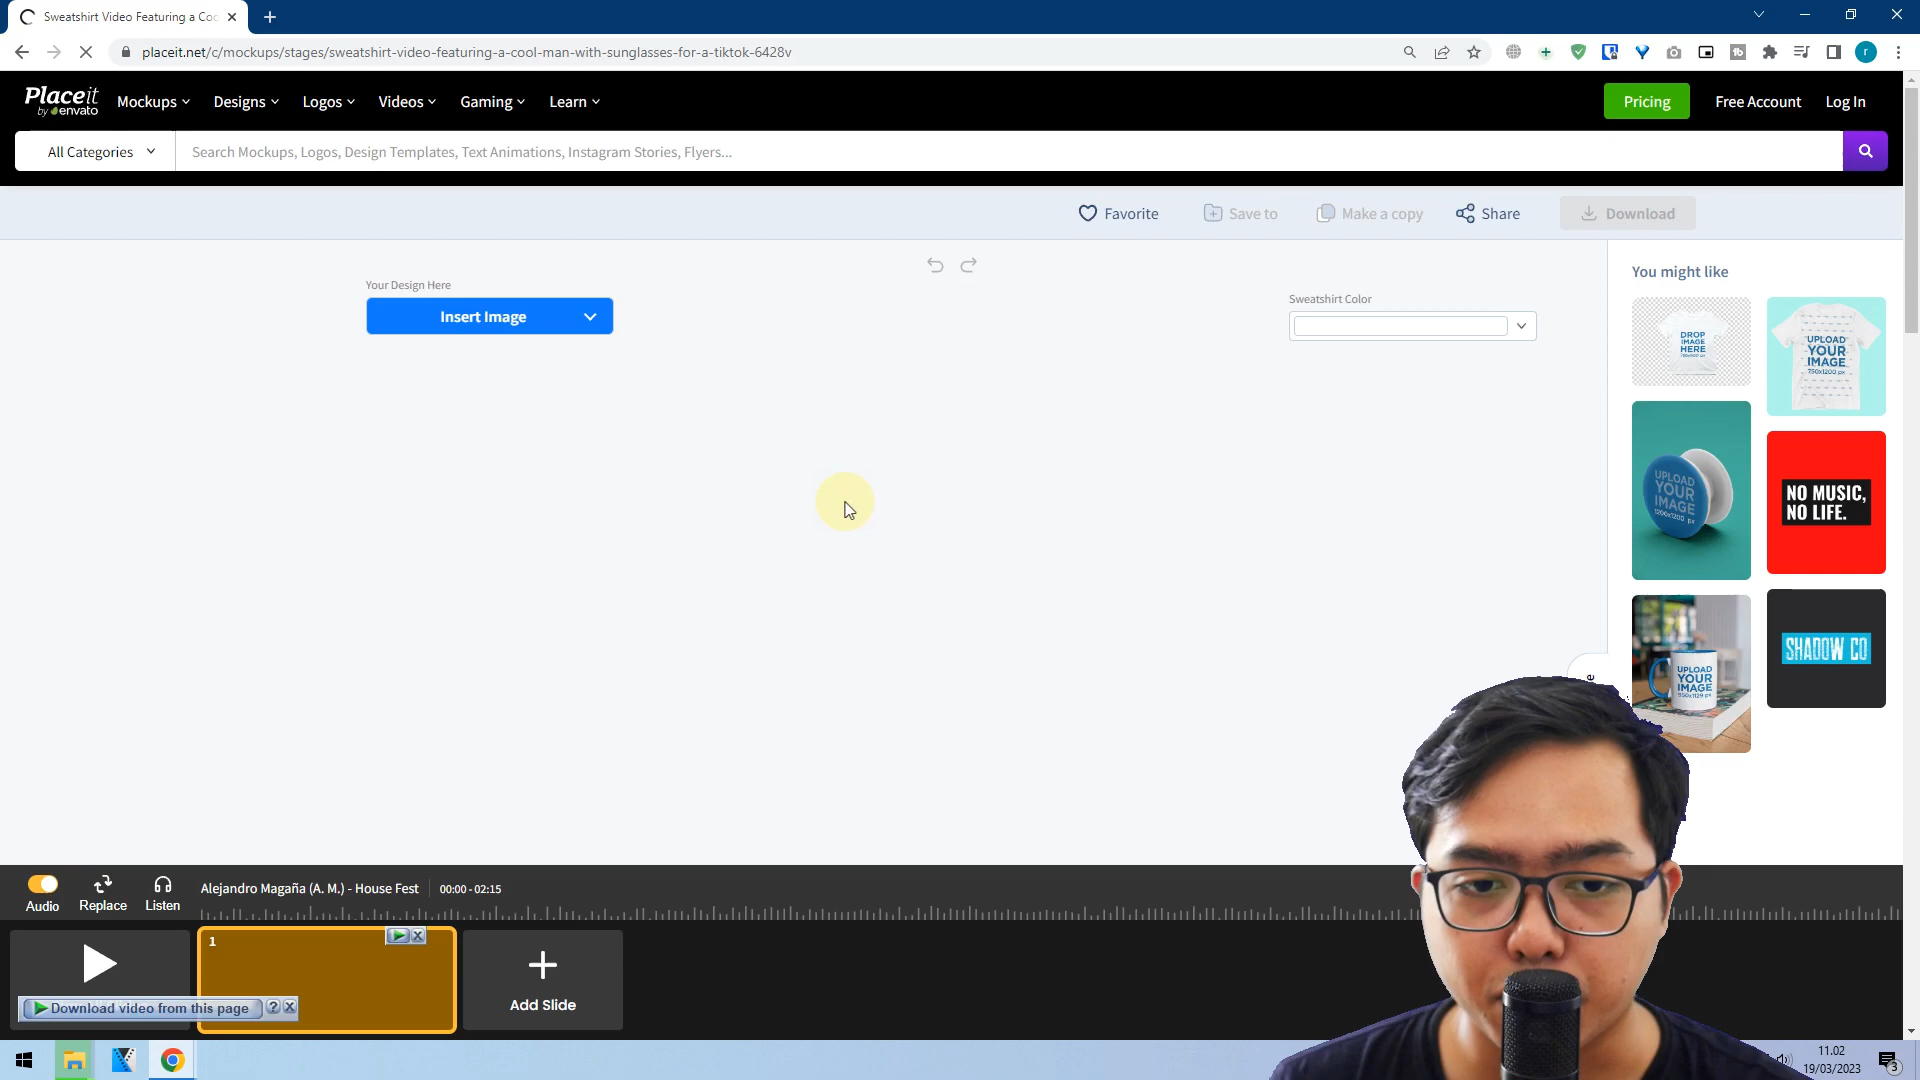 Sweatshirt Video Featuring a Coo
placeit.net/c/mockups/stages/sweatshirt-video-featuring-a-cool-man-with-sunglasses-for-a-tiktok-6428v
r
Placeit
by envato
Mockups
Designs
Logos
Videos
Gaming
Learn
Pricing
Free Account
Log In
All Categories
Search Mockups, Logos, Design Templates, Text Animations, Instagram Stories, Flyers...
Favorite
Save to
Make a copy
Share
Download
Your Design Here
Insert Image
Sweatshirt Color
You might like
DROP
IMAGE
HERE
UPLOAD
YOUR
IMAGE
750x1200 px
UPLOAD
YOUR
IMAGE
1200x1200 px
NO MUSIC,
NO LIFE.
UPLOAD
YOUR
IMAGE
SHADOW CO
Audio
Replace
Listen
Alejandro Magaña (A. M.) - House Fest
00:00 - 02:15
1
Add Slide
Download video from this page
11.02
19/03/2023
3